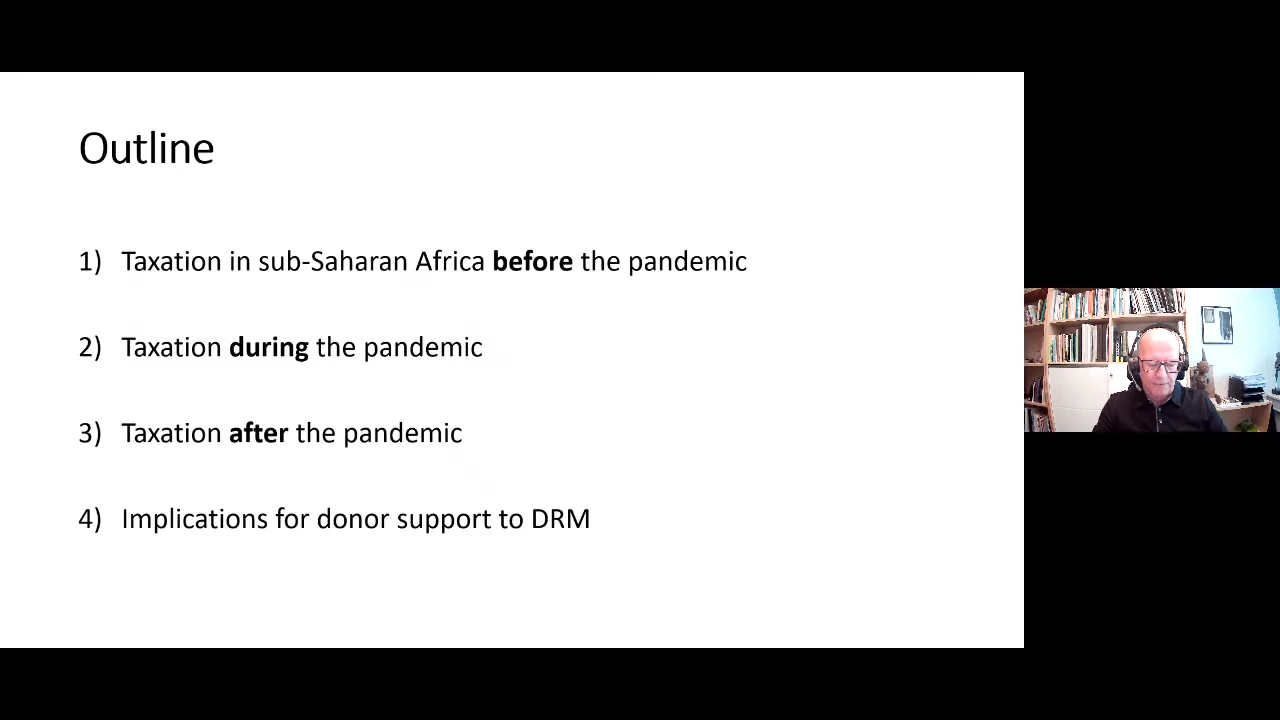 Outline
1) Taxation in sub-Saharan Africa before the pandemic
2) Taxation during the pandemic
3) Taxation after the pandemic
4) Implications for donor support to DRM